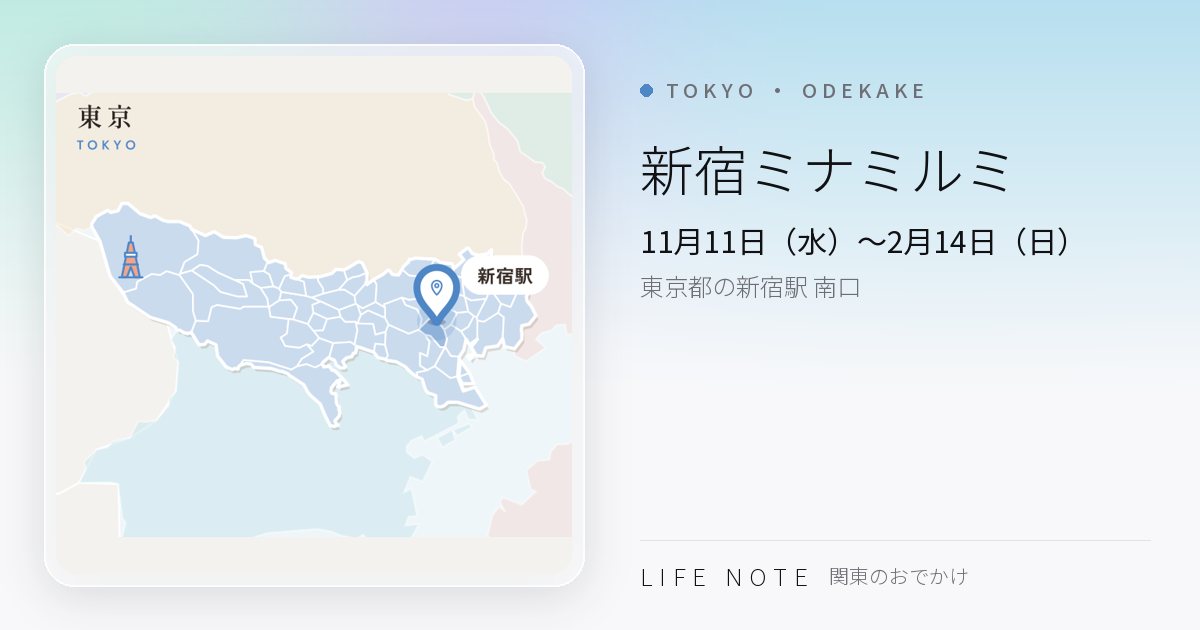 東京
TOKYO
新宿駅
TOKYO • ODEKAKE
新宿ミナミルミ
11月11日（水）〜2月14日（日）
東京都の新宿駅 南口
LIFE NOTE 関東のおでかけ